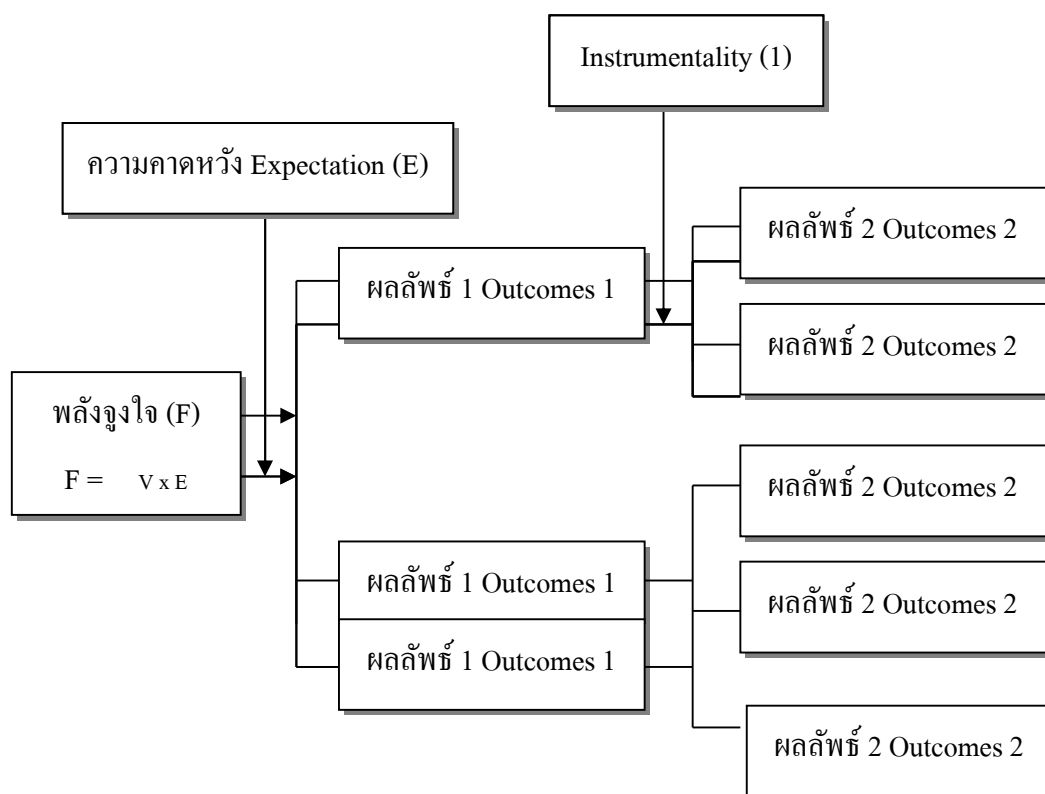 Instrumentality (1)
ความคาดหวัง Expectation (E)
ผลลัพธ์ 2 Outcomes 2
ผลลัพธ์ 1 Outcomes 1
ผลลัพธ์ 2 Outcomes 2
พลังจูงใจ (F)
F = V x E
ผลลัพธ์ 2 Outcomes 2
ผลลัพธ์ 1 Outcomes 1
ผลลัพธ์ 2 Outcomes 2
ผลลัพธ์ 1 Outcomes 1
ผลลัพธ์ 2 Outcomes 2